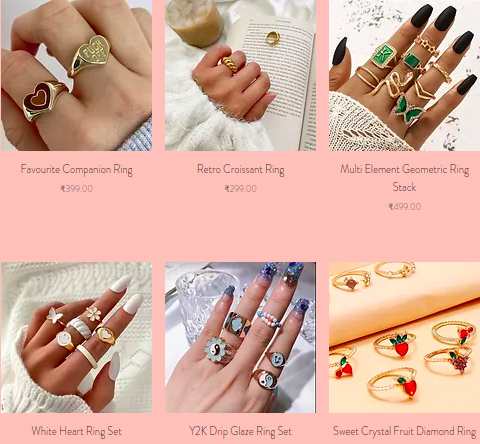 Favourite Companion Ring
₹399.00
Retro Croissant Ring
₹299.00
Multi Element Geometric Ring
Stack
₹499.00
White Heart Ring Set
Y2K Drip Glaze Ring Set
Sweet Crystal Fruit Diamond Ring